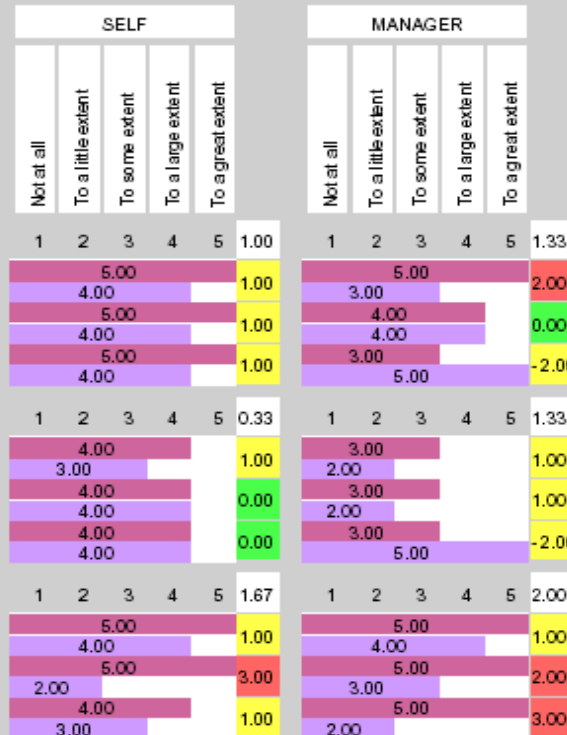 SELF MANAGER
Not at all To a little extent To some extent To a large extent To a great extent Not at all To a little extent To some extent To a large extent To a great extent
1 2 3 4 5 1.00 1 2 3 4 5 1.33
5.00 1.00 5.00 2.00
4.00 3.00
5.00 1.00 4.00 0.00
4.00 4.00
5.00 1.00 3.00 -2.00
4.00 5.00
1 2 3 4 5 0.33 1 2 3 4 5 1.33
4.00 1.00 3.00 1.00
3.00 2.00
4.00 0.00 3.00 1.00
4.00 2.00
4.00 0.00 3.00 -2.00
4.00 5.00
1 2 3 4 5 1.67 1 2 3 4 5 2.00
5.00 1.00 5.00 1.00
4.00 4.00
5.00 3.00 5.00 2.00
2.00 3.00
4.00 1.00 5.00 3.00
3.00 2.00